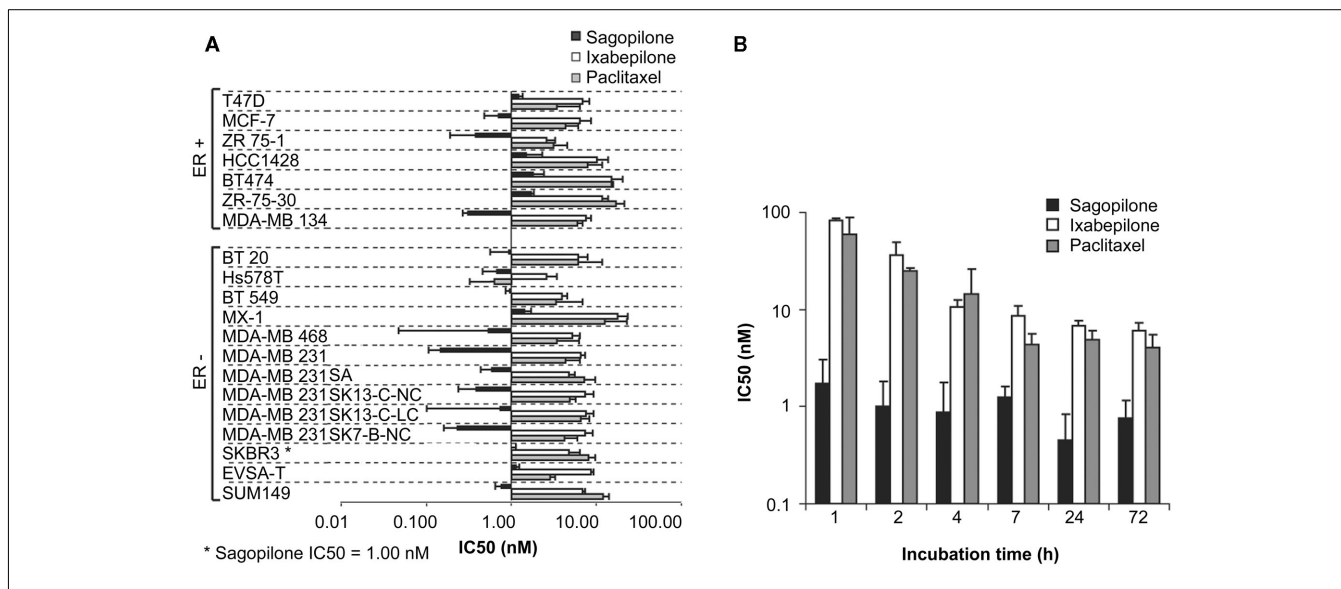 A
Sagopilone
Ixabepilone
Paclitaxel
ER +
T47D
MCF-7
ZR 75-1
HCC1428
BT474
ZR-75-30
MDA-MB 134
ER -
BT 20
Hs578T
BT 549
MX-1
MDA-MB 468
MDA-MB 231
MDA-MB 231SA
MDA-MB 231SK13-C-NC
MDA-MB 231SK13-C-LC
MDA-MB 231SK7-B-NC
SKBR3 *
EVSA-T
SUM149
0.01 0.100 1.00 10.00 100.00
IC50 (nM)
* Sagopilone IC50 = 1.00 nM
B
Sagopilone
Ixabepilone
Paclitaxel
IC50 (nM)
100
10
1
0.1
1 2 4 7 24 72
Incubation time (h)